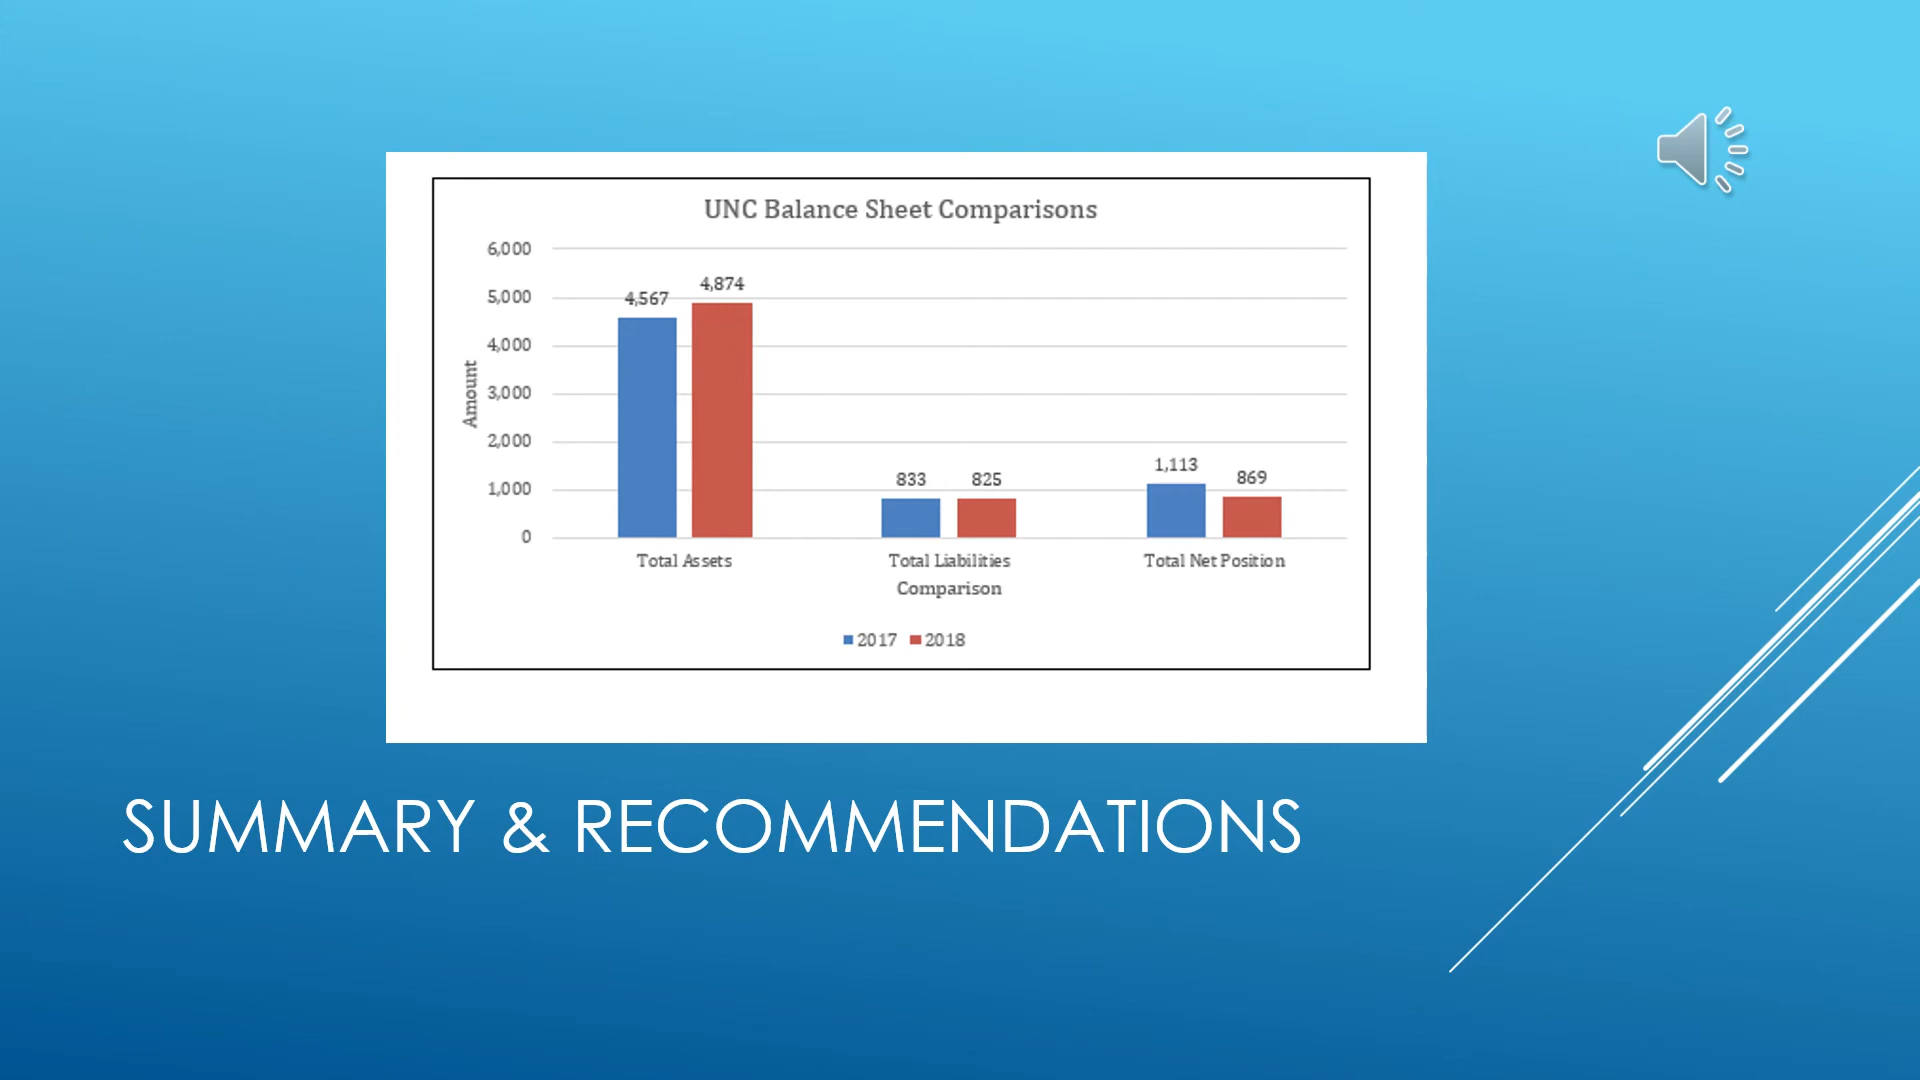 UNC Balance Sheet Comparisons
6,000
5,000
4,000
3,000
2,000
1,000
0
Amount
4,567
4,874
833
825
1,113
869
Total Assets
Total Liabilities
Total Net Position
Comparison
2017 2018
SUMMARY & RECOMMENDATIONS